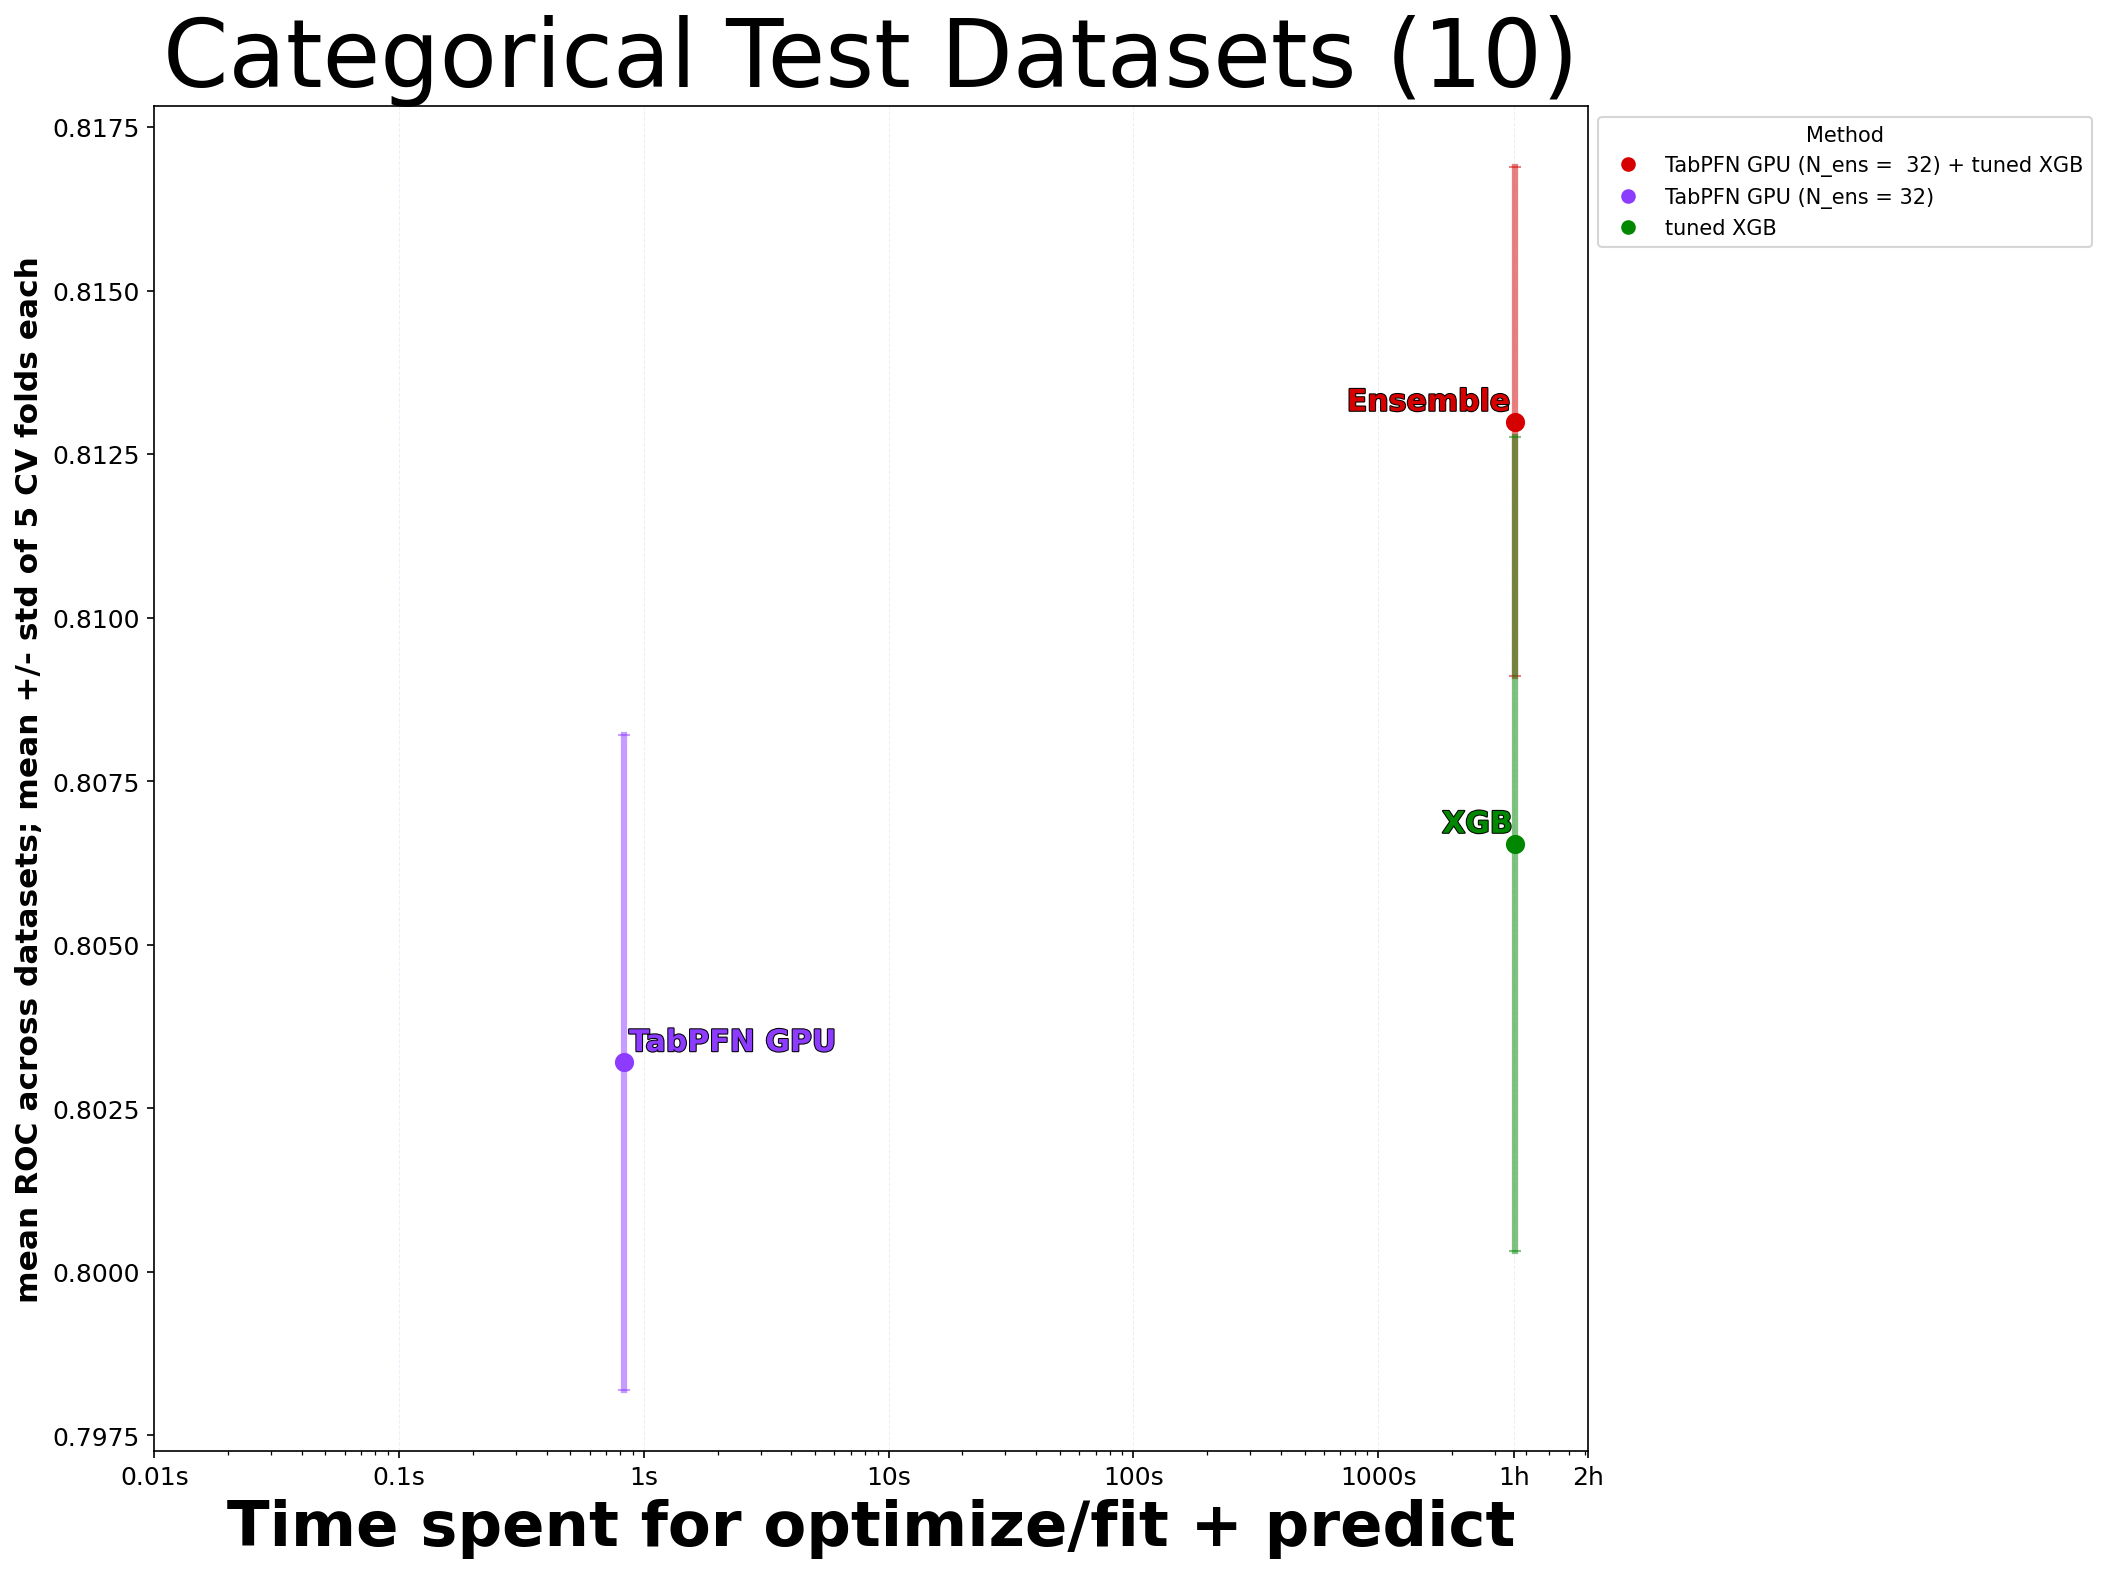 Categorical Test Datasets (10)
mean ROC across datasets; mean +/- std of 5 CV folds each
0.8175
0.8150
0.8125
0.8100
0.8075
0.8050
0.8025
0.8000
0.7975
Ensemble
XGB
TabPFN GPU
0.01s 0.1s 1s 10s 100s 1000s 1h 2h
Time spent for optimize/fit + predict
Method
TabPFN GPU (N_ens =  32) + tuned XGB
TabPFN GPU (N_ens = 32)
tuned XGB